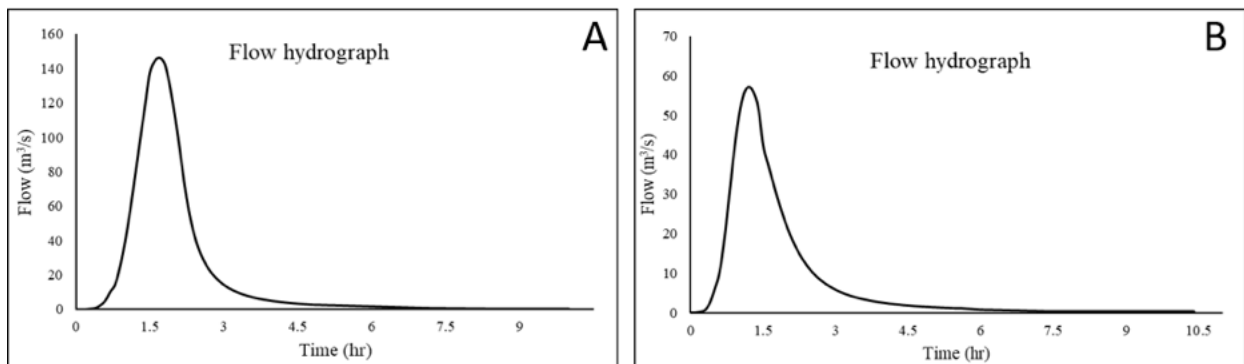 A
Flow hydrograph
Flow (m³/s)
160
140
120
100
80
60
40
20
0
0 1.5 3 4.5 6 7.5 9
Time (hr)
B
Flow hydrograph
Flow (m³/s)
70
60
50
40
30
20
10
0
0 1.5 3 4.5 6 7.5 9 10.5
Time (hr)